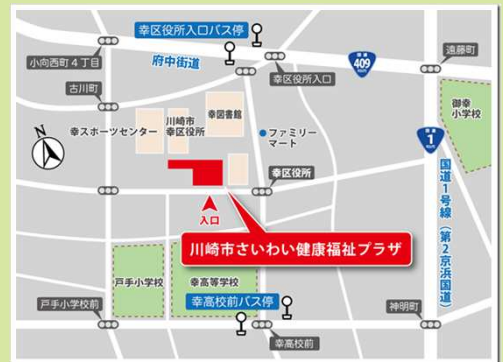 幸区役所入口バス停
小向西町4丁目
府中街道
国道
409
遠藤町
幸区役所入口
古川町
御幸
小学校
幸図書館
川崎市
幸区役所
幸スポーツセンター
ファミリー
マート
国道
1
N
幸区役所
国道1号線(第2京浜国道)
入口
川崎市さいわい健康福祉プラザ
戸手小学校
幸高等学校
戸手小学校前
幸高校前バス停
神明町
幸高校前